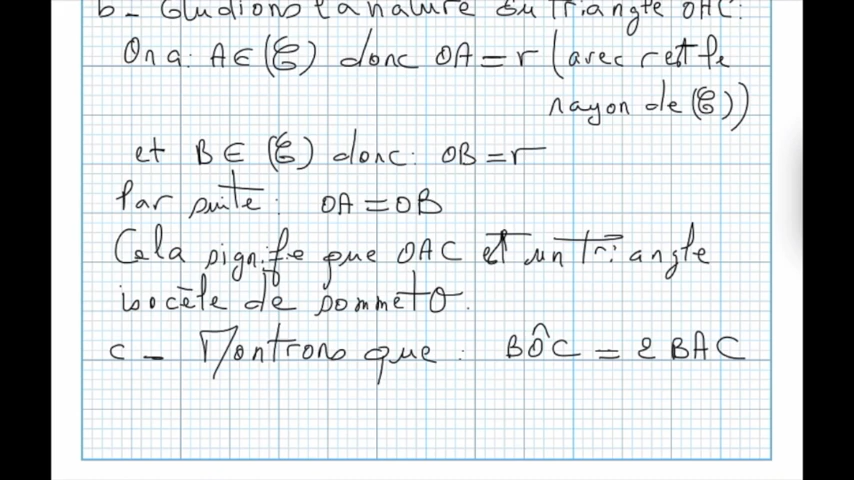 b - Etudions la nature du triangle OAC:
On a: A∈(C) donc OA = r (avec r est le
rayon de (C))
et B∈(C) donc: OB = r
Par suite: OA = OB
Cela signifie que OAC est un triangle
isocèle de sommet O.
c - Montrons que: BÔC = 2 BAC